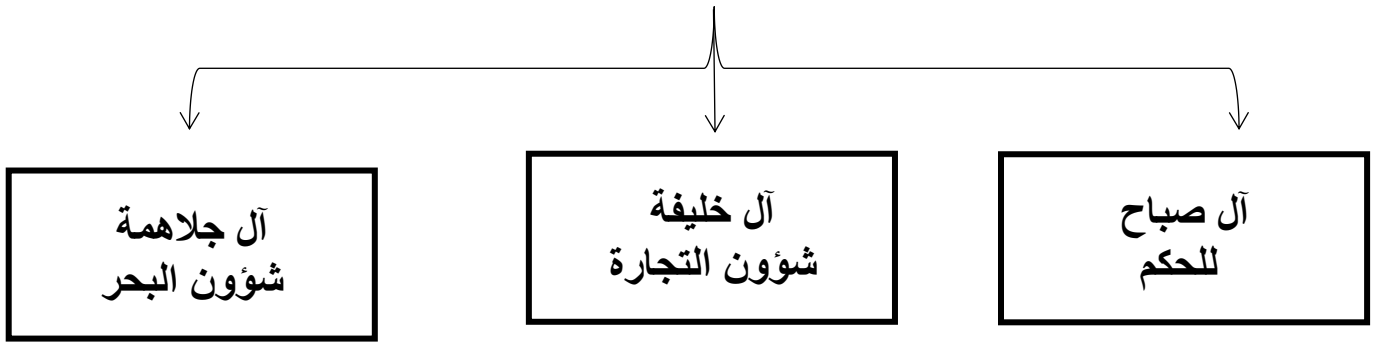 آل صباح
للحكم
آل خليفة
شؤون التجارة
آل جلاهمة
شؤون البحر